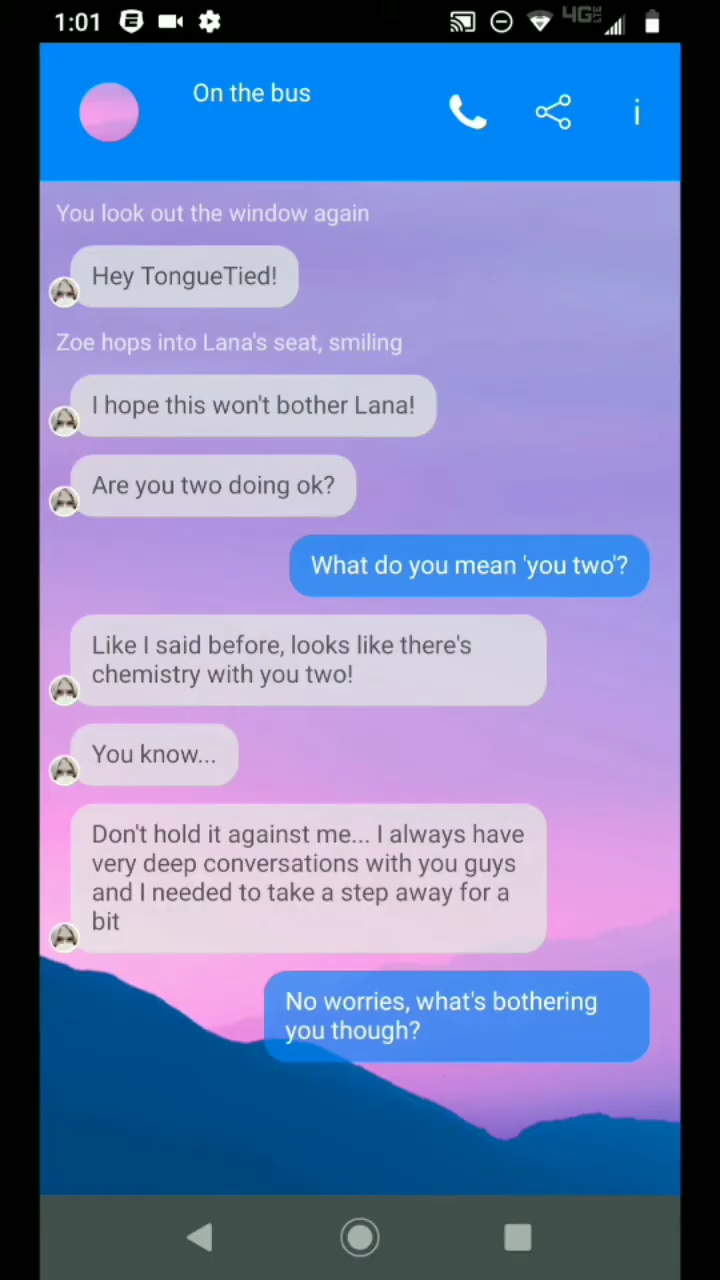 1:01
4G LTE
On the bus
You look out the window again
Hey TongueTied!
Zoe hops into Lana's seat, smiling
I hope this won't bother Lana!
Are you two doing ok?
What do you mean 'you two'?
Like I said before, looks like there's
chemistry with you two!
You know...
Don't hold it against me... I always have
very deep conversations with you guys
and I needed to take a step away for a
bit
No worries, what's bothering
you though?